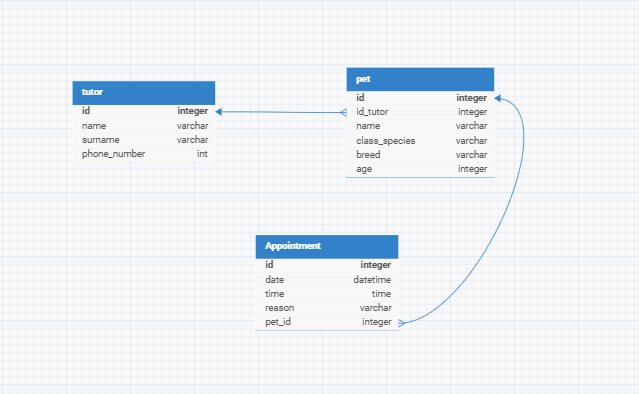 tutor
id integer
name varchar
surname varchar
phone_number int
pet
id integer
id_tutor integer
name varchar
class_species varchar
breed varchar
age integer
Appointment
id integer
date datetime
time time
reason varchar
pet_id integer